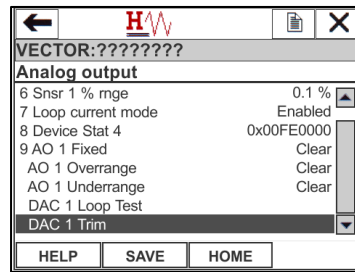 H
VECTOR:????????
Analog output
6 Snsr 1 % rnge 0.1 %
7 Loop current mode Enabled
8 Device Stat 4 0x00FE0000
9 AO 1 Fixed Clear
AO 1 Overrange Clear
AO 1 Underrange Clear
DAC 1 Loop Test
DAC 1 Trim
HELP SAVE HOME